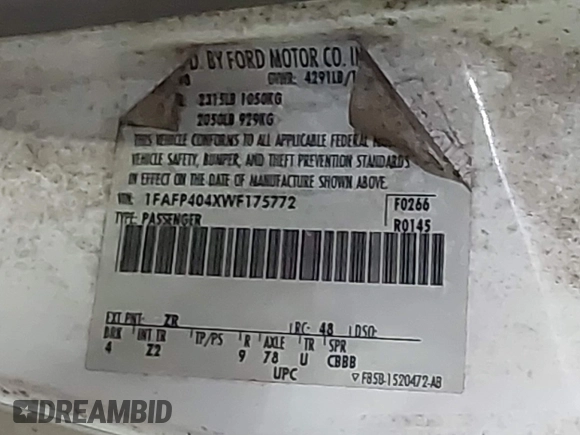 D. BY FORD MOTOR CO. IN
GVWR: 4291LB/1
2315LB 1050KG
2050LB 929KG
THIS VEHICLE CONFORMS TO ALL APPLICABLE FEDERAL
VEHICLE SAFETY, BUMPER, AND THEFT PREVENTION STANDARDS
IN EFFECT ON THE DATE OF MANUFACTURE SHOWN ABOVE.
VIN: 1FAFP404XWF175772 F0266
TYPE: PASSENGER R0145
EXT PNT: ZR RC: 48 DSO:
BRK INT TR TP/PS R AXLE TR SPR
4 Z2 9 78 U CBBB
UPC
▽ F85B-1520472-AB
DREAMBID